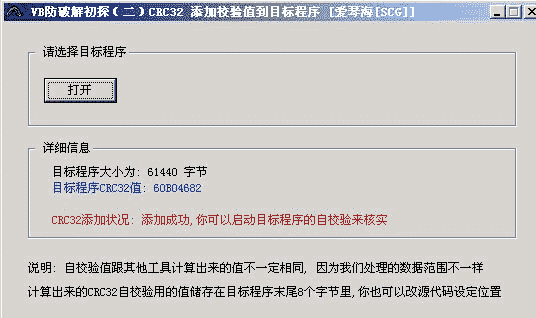 VB防破解初探(二)CRC32 添加校验值到目标程序 [爱琴海[SCG]]
请选择目标程序
打开
详细信息
目标程序大小为: 61440 字节
目标程序CRC32值: 60B04682
CRC32添加状况: 添加成功,你可以启动目标程序的自校验来核实
说明: 自校验值跟其他工具计算出来的值不一定相同, 因为我们处理的数据范围不一样
计算出来的CRC32自校验用的值储存在目标程序末尾8个字节里,你也可以改源代码设定位置